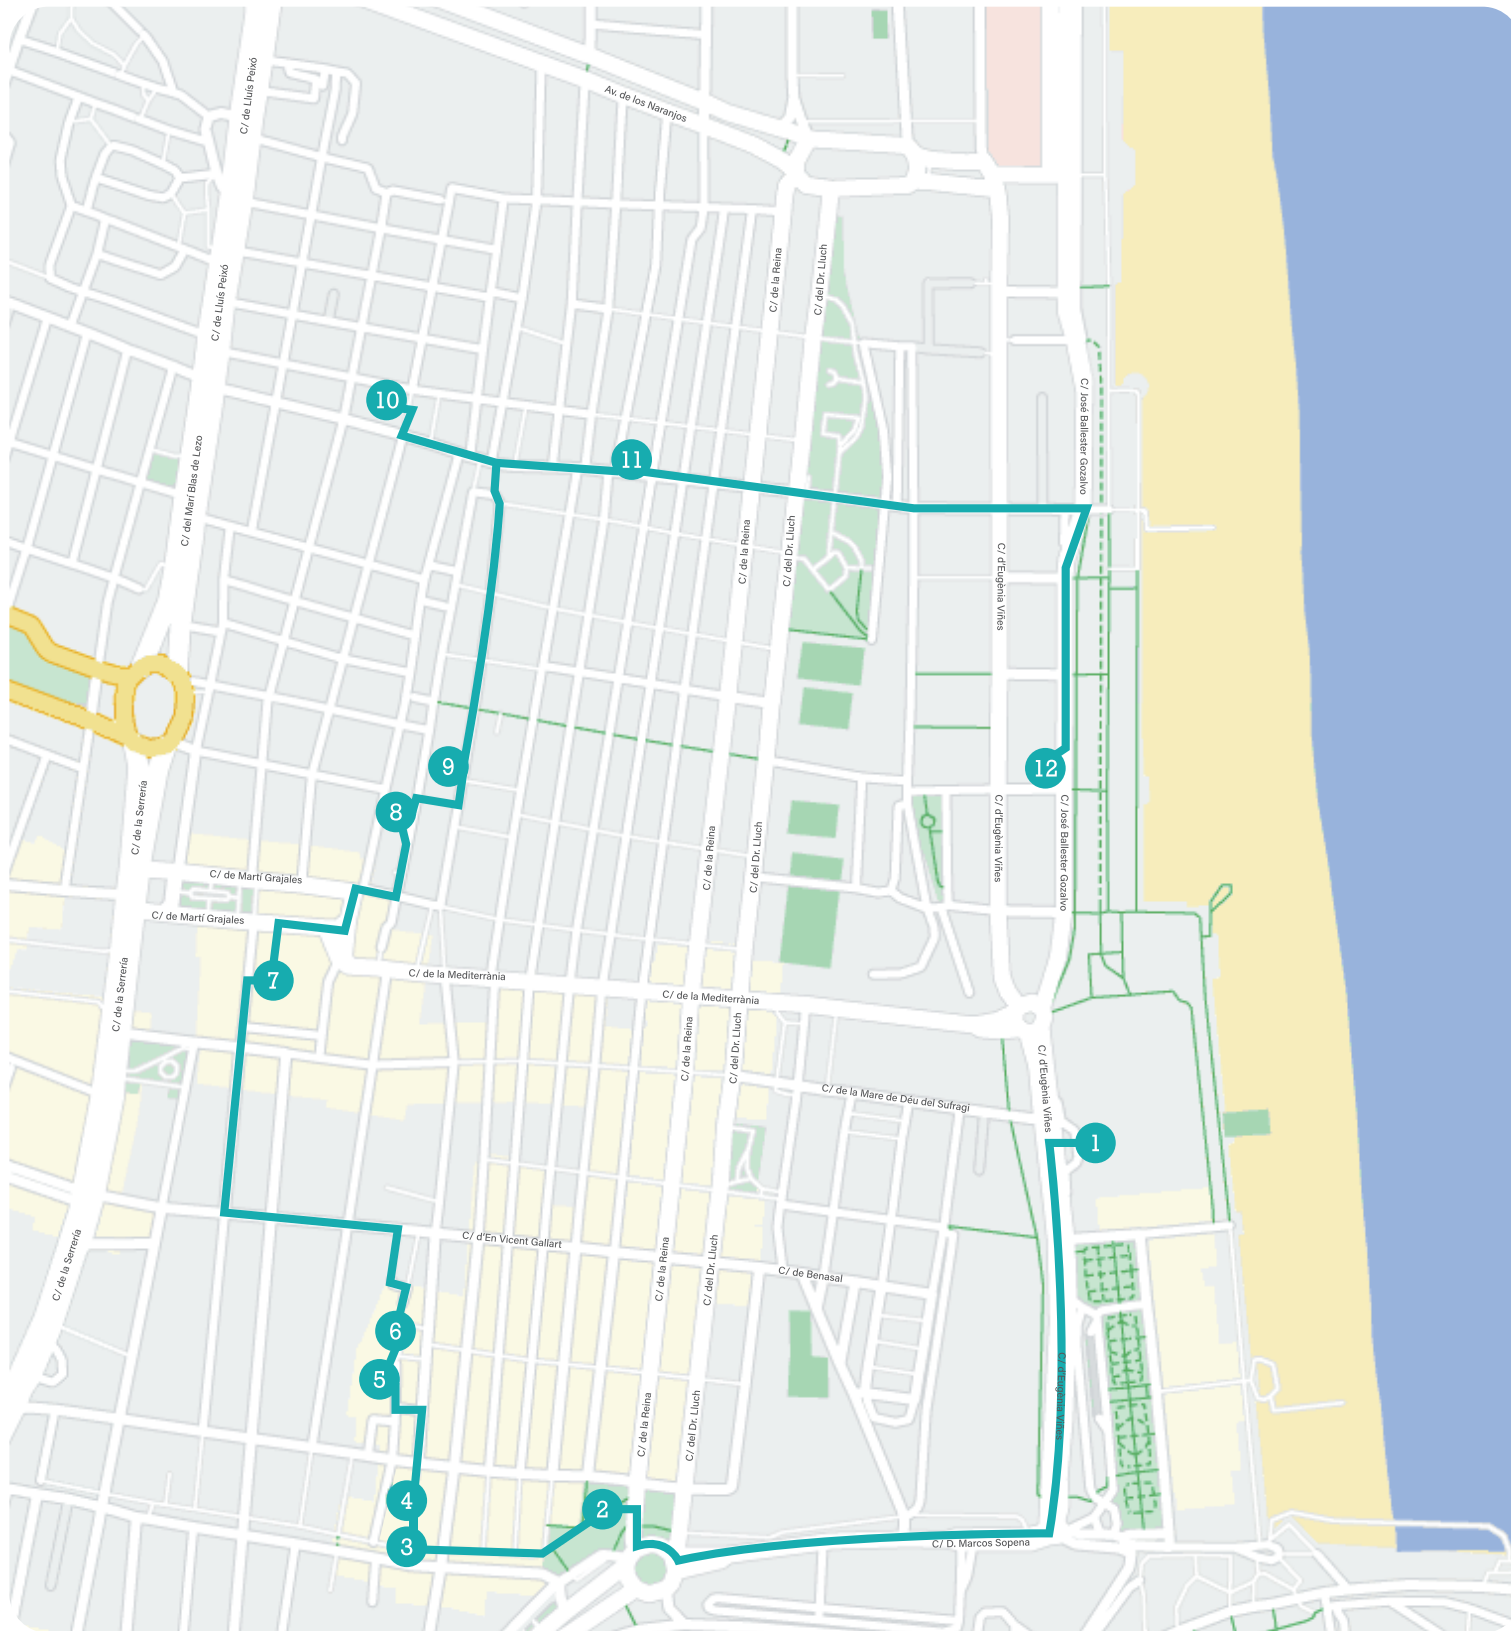 C/ de Lluís Peixó
Av. de los Naranjos
C/ de Lluís Peixó
C/ de la Reina
C/ del Dr. Lluch
10
C/ José Ballester Gozalvo
11
C/ del Marí Blas de Lezo
C/ de la Reina
C/ del Dr. Lluch
C/ d'Eugènia Viñes
9
12
8
C/ de la Serrería
C/ de la Reina
C/ del Dr. Lluch
C/ d'Eugènia Viñes
C/ José Ballester Gozalvo
C/ de Martí Grajales
C/ de Martí Grajales
7
C/ de la Mediterrània
C/ de la Mediterrània
C/ de la Serrería
C/ de la Reina
C/ del Dr. Lluch
C/ d'Eugènia Viñes
C/ de la Mare de Déu del Sufragi
1
C/ d'En Vicent Gallart
C/ de la Serrería
C/ de la Reina
C/ del Dr. Lluch
C/ de Benasal
6
5
C/ d'Eugènia Viñes
C/ de la Reina
C/ del Dr. Lluch
4
2
3
C/ D. Marcos Sopena